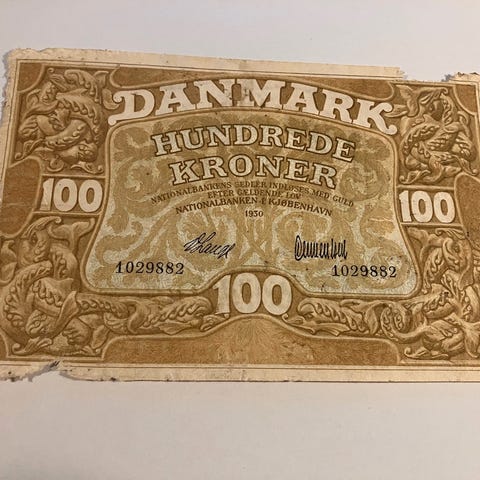 DANMARK
HUNDREDE
KRONER
NATIONALBANKENS SEDLER INDLØSES MED GULD
EFTER GÆLDENDE LOV
NATIONALBANKEN·I KJØBENHAVN
1930
100 100
V Lange
1029882 1029882
100